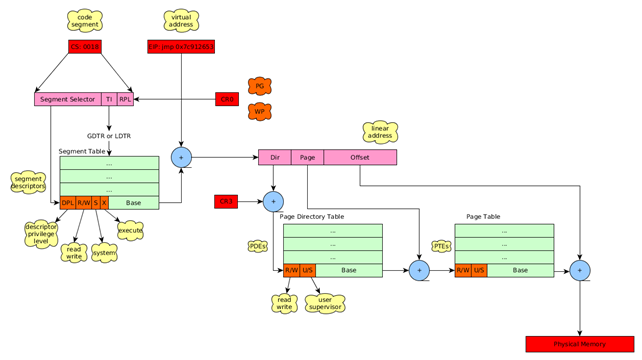 code
segment
virtual
address
CS: 0018
EIP: jmp 0x7c912653
PG
Segment Selector
TI
RPL
CR0
WP
linear
address
GDTR or LDTR
Segment Table
...
...
...
Dir
Page
Offset
+
segment
descriptors
DPL
R/W
S
X
Base
CR3
+
Page Directory Table
Page Table
descriptor
privilege
level
execute
read
write
system
...
...
...
...
...
...
PDEs
PTEs
R/W
U/S
Base
+
R/W
U/S
Base
+
read
write
user
supervisor
Physical Memory